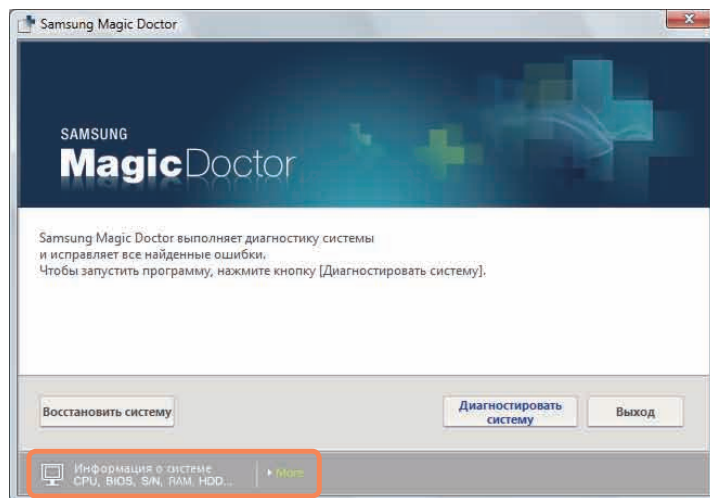 Samsung Magic Doctor
SAMSUNG
MagicDoctor
Samsung Magic Doctor выполняет диагностику системы
и исправляет все найденные ошибки.
Чтобы запустить программу, нажмите кнопку [Диагностировать систему].
Восстановить систему
Диагностировать
систему
Выход
Информация о системе
CPU, BIOS, S/N, RAM, HDD...
More